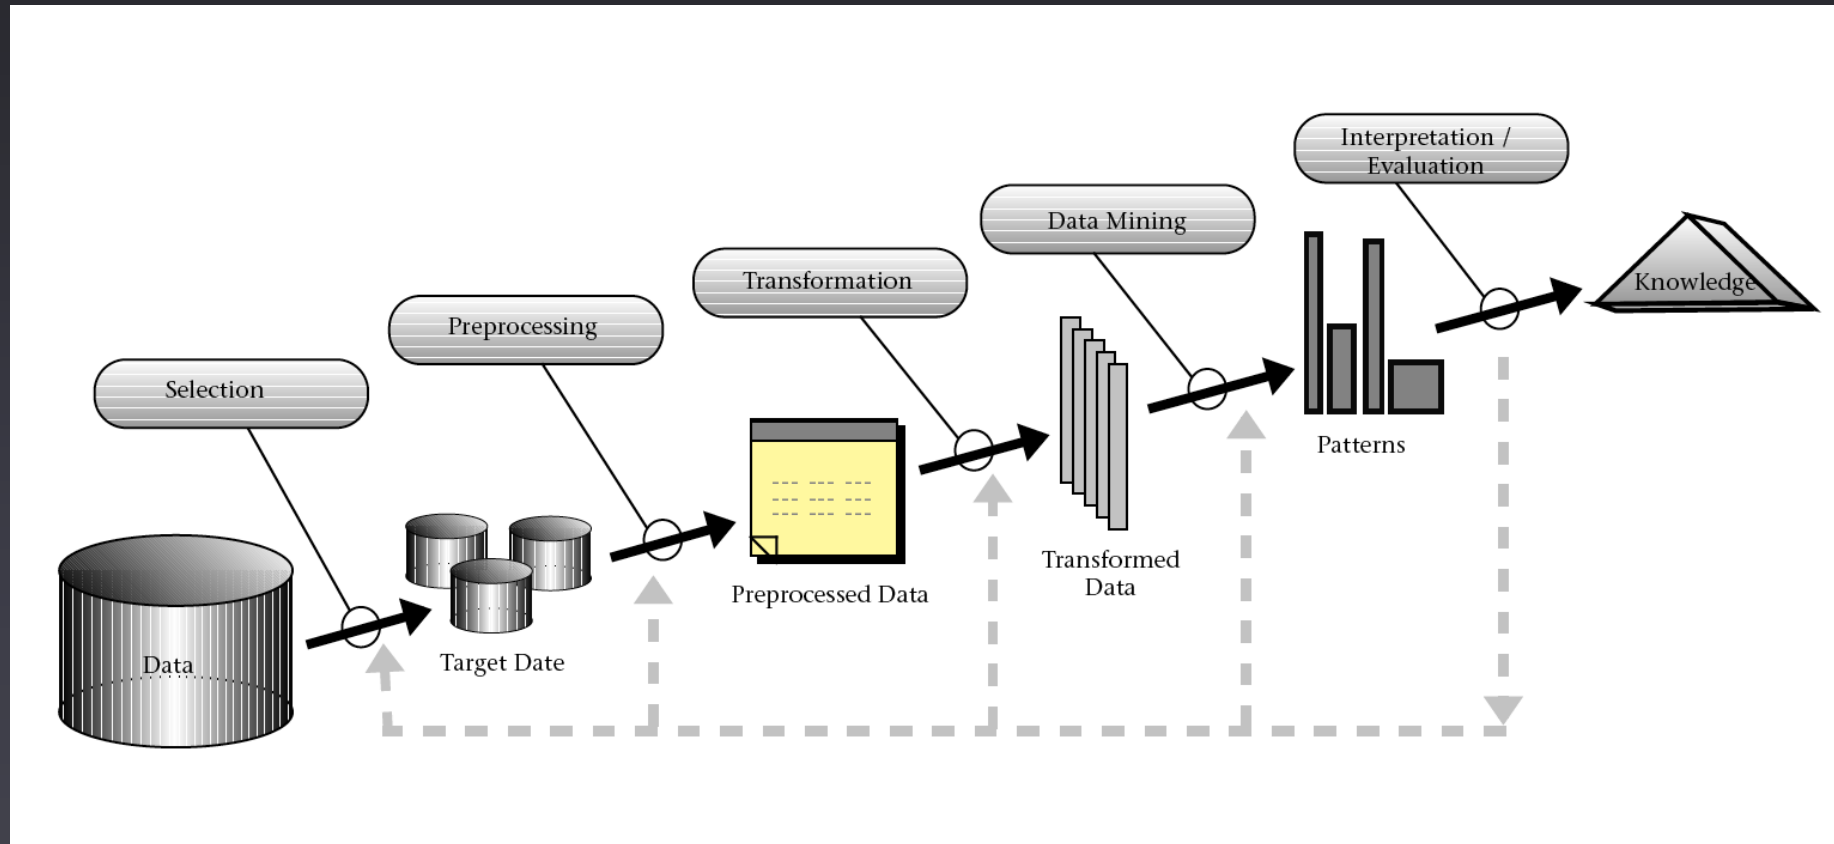 Interpretation /
Evaluation
Data Mining
Transformation
Knowledge
Preprocessing
Selection
Patterns
Transformed
Data
Preprocessed Data
Target Date
Data